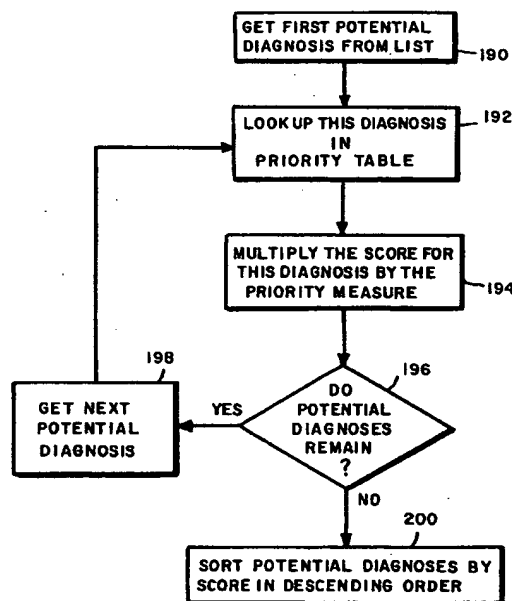 GET FIRST POTENTIAL
DIAGNOSIS FROM LIST
190
LOOK UP THIS DIAGNOSIS
IN
PRIORITY TABLE
192
MULTIPLY THE SCORE FOR
THIS DIAGNOSIS BY THE
PRIORITY MEASURE
194
196
DO
POTENTIAL
DIAGNOSES
REMAIN
?
YES
198
GET NEXT
POTENTIAL
DIAGNOSIS
NO
200
SORT POTENTIAL DIAGNOSES BY
SCORE IN DESCENDING ORDER